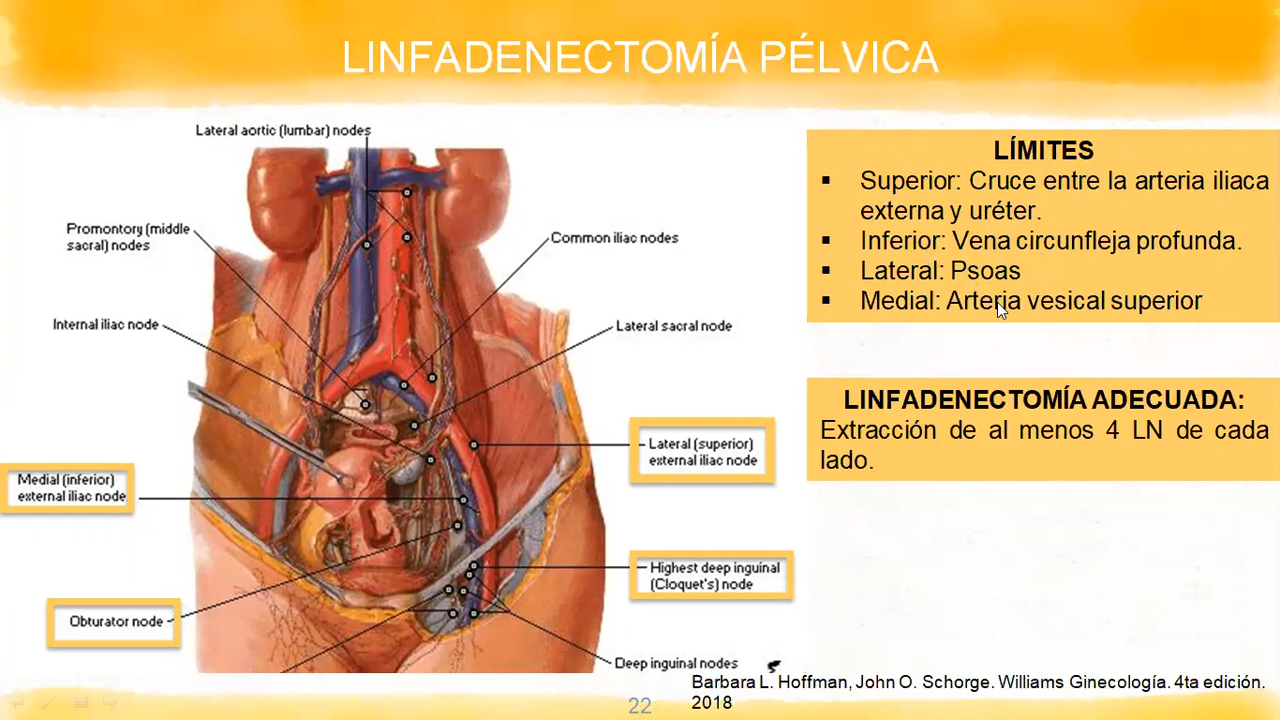 LINFADENECTOMÍA PÉLVICA
Lateral aortic (lumbar) nodes
Promontory (middle
sacral) nodes
Common iliac nodes
Internal iliac node
Lateral sacral node
Lateral (superior)
external iliac node
Medial (inferior)
external iliac node
Highest deep inguinal
(Cloquet's) node
Obturator node
Deep inguinal nodes
LÍMITES
▪ Superior: Cruce entre la arteria iliaca
externa y uréter.
▪ Inferior: Vena circunfleja profunda.
▪ Lateral: Psoas
▪ Medial: Arteria vesical superior
LINFADENECTOMÍA ADECUADA:
Extracción de al menos 4 LN de cada
lado.
Barbara L. Hoffman, John O. Schorge. Williams Ginecología. 4ta edición.
2018
22